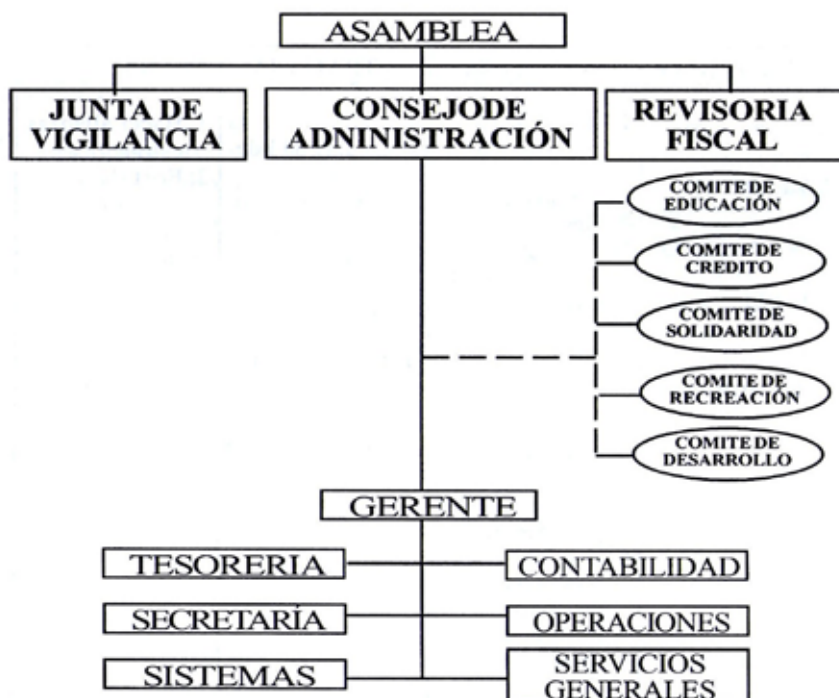 ASAMBLEA
JUNTA DE
VIGILANCIA
CONSEJODE
ADNINISTRACIÓN
REVISORIA
FISCAL
COMITE DE
EDUCACIÓN
COMITE DE
CREDITO
COMITE DE
SOLIDARIDAD
COMITE DE
RECREACIÓN
COMITE DE
DESARROLLO
GERENTE
TESORERIA
CONTABILIDAD
SECRETARÍA
OPERACIONES
SISTEMAS
SERVICIOS
GENERALES